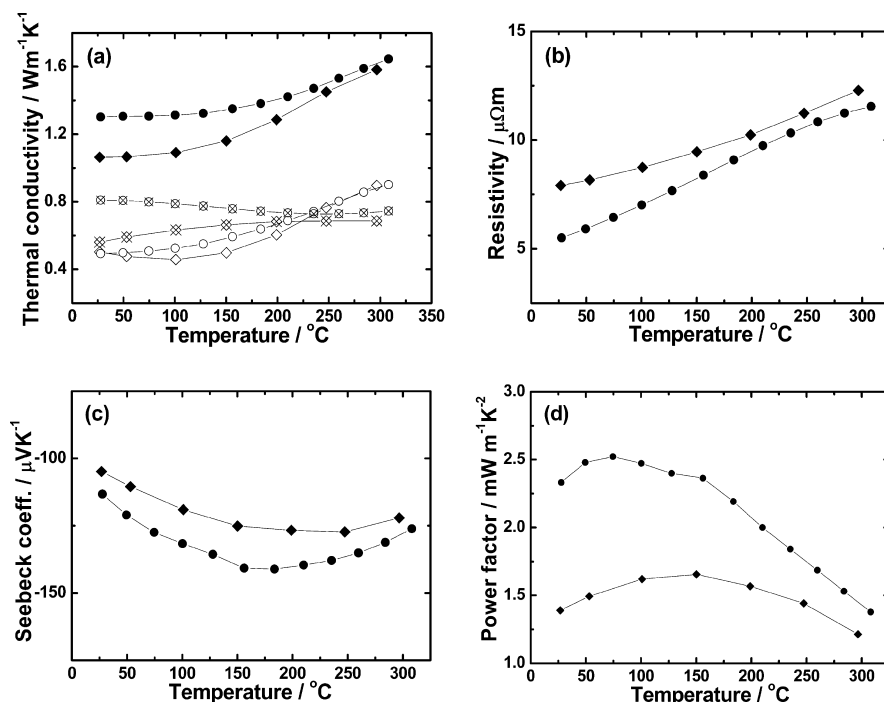 (a)
Thermal conductivity / Wm⁻¹K⁻¹
1.6
1.2
0.8
0.4
0 50 100 150 200 250 300 350
Temperature / °C
(b)
Resistivity / μΩm
15
10
5
0 50 100 150 200 250 300
Temperature / °C
(c)
Seebeck coeff. / μVK⁻¹
-100
-150
0 50 100 150 200 250 300
Temperature / °C
(d)
Power factor / mW m⁻¹K⁻²
3.0
2.5
2.0
1.5
1.0
0 50 100 150 200 250 300
Temperature / °C